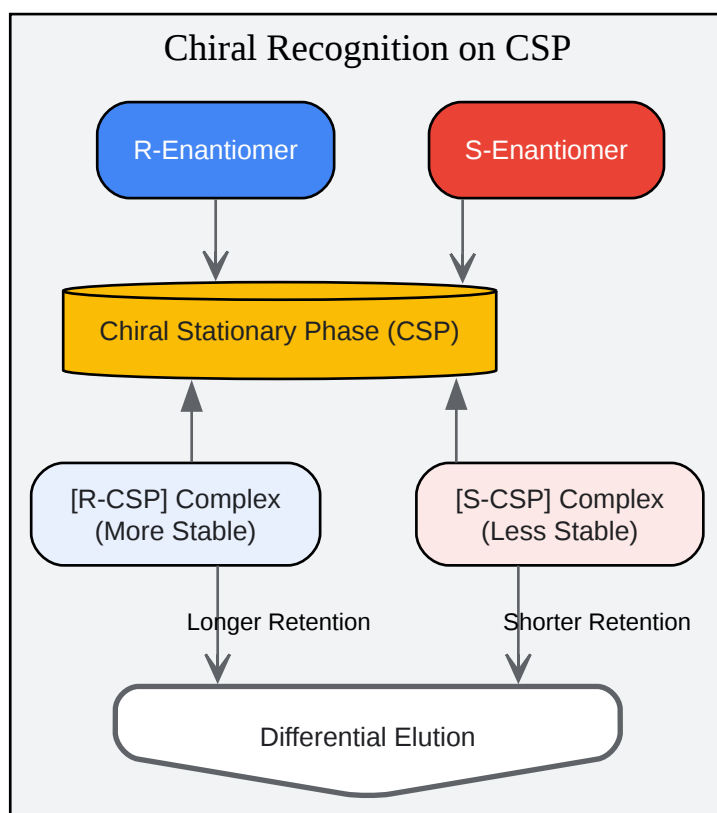 Chiral Recognition on CSP
R-Enantiomer
S-Enantiomer
Chiral Stationary Phase (CSP)
[R-CSP] Complex
(More Stable)
[S-CSP] Complex
(Less Stable)
Longer Retention
Shorter Retention
Differential Elution